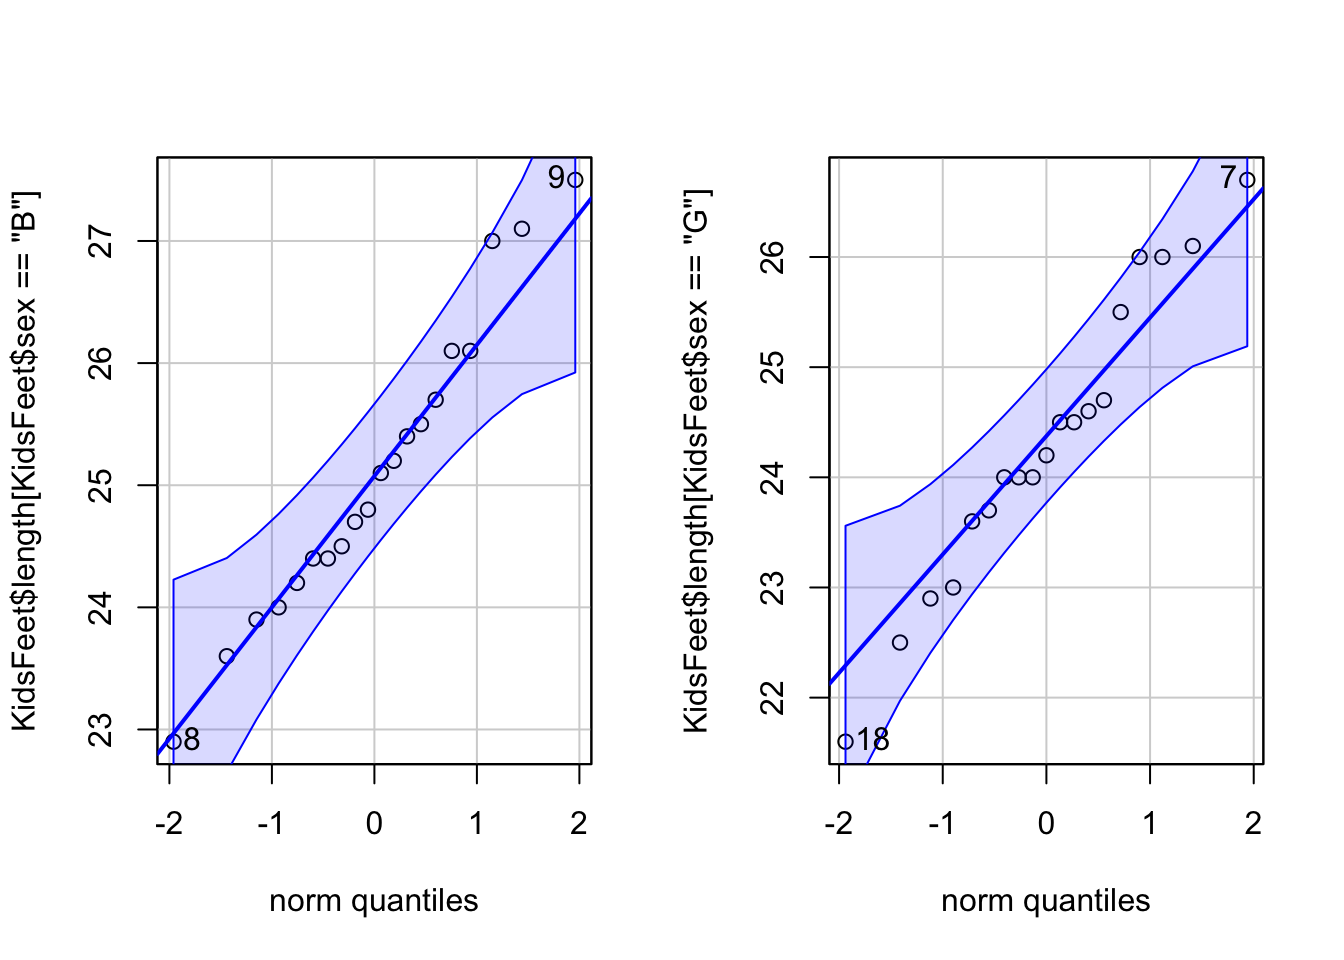 KidsFeet$length[KidsFeet$sex == "B"]
27
26
25
24
23
9
8
-2 -1 0 1 2
norm quantiles
KidsFeet$length[KidsFeet$sex == "G"]
26
25
24
23
22
7
18
-2 -1 0 1 2
norm quantiles